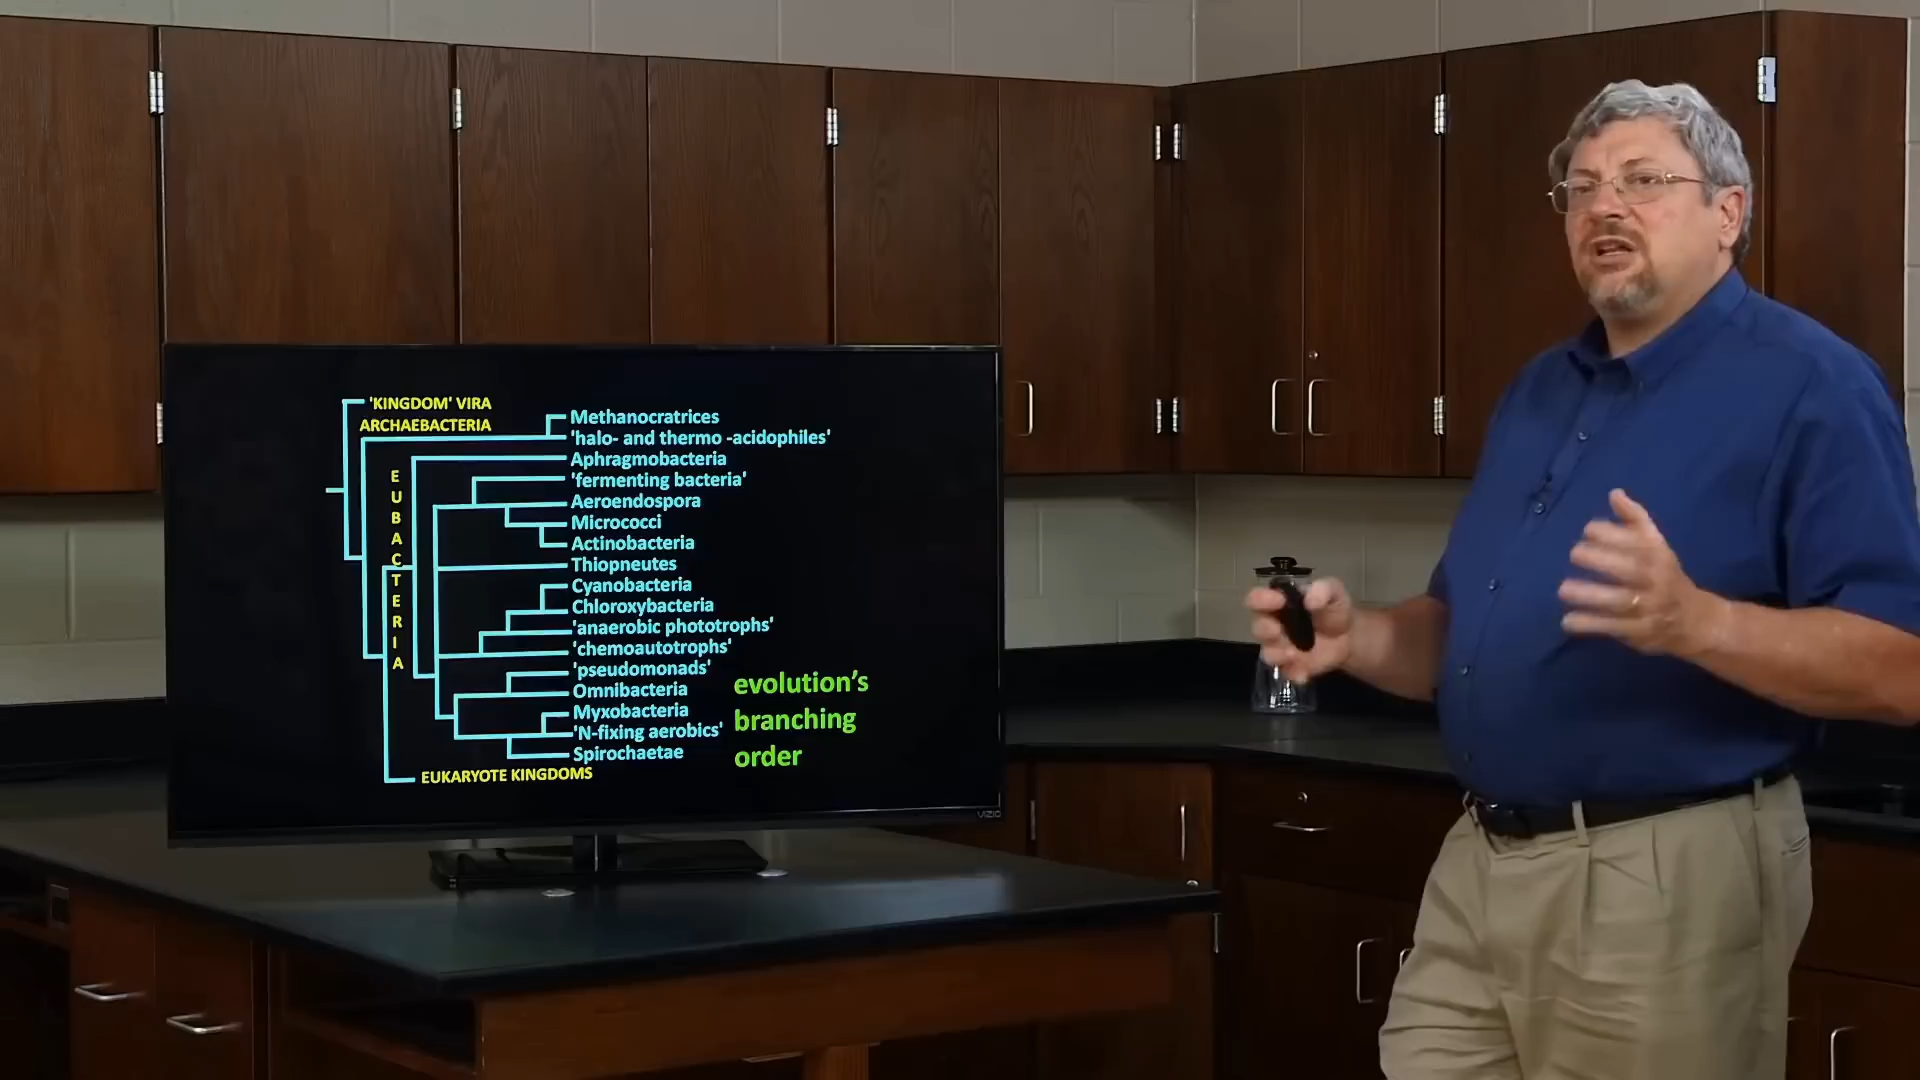 'KINGDOM' VIRA
ARCHAEBACTERIA
Methanocratrices
'halo- and thermo -acidophiles'
Aphragmobacteria
'fermenting bacteria'
Aeroendospora
Micrococci
Actinobacteria
Thiopneutes
Cyanobacteria
Chloroxybacteria
'anaerobic phototrophs'
'chemoautotrophs'
'pseudomonads'
Omnibacteria
Myxobacteria
'N-fixing aerobics'
Spirochaetae
EUBACTERIA
EUKARYOTE KINGDOMS
evolution's
branching
order
VIZIO